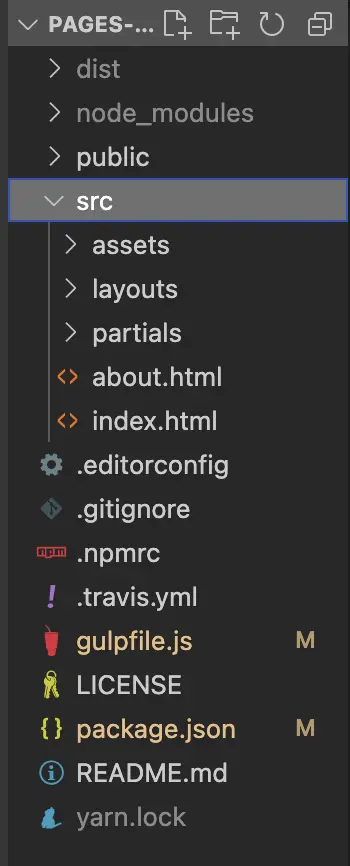 PAGES-...
dist
node_modules
public
src
assets
layouts
partials
about.html
index.html
.editorconfig
.gitignore
npm .npmrc
! .travis.yml
gulpfile.js M
LICENSE
{} package.json M
README.md
yarn.lock